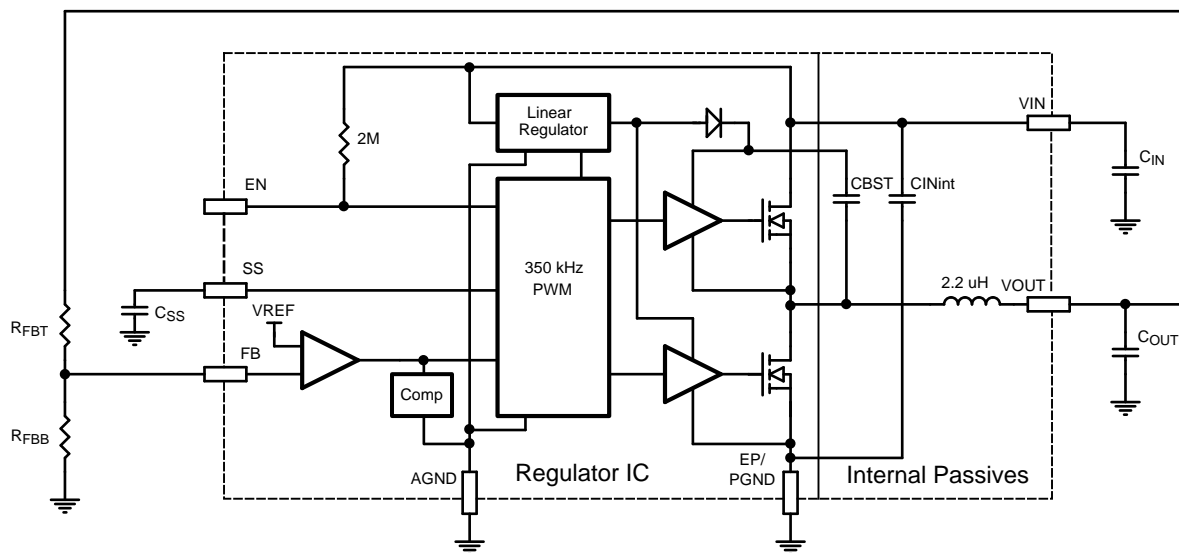 Linear
Regulator
VIN
2M
CIN
CBST
CINint
EN
350 kHz
PWM
SS
2.2 uH
VOUT
CSS
VREF
RFBT
COUT
FB
Comp
RFBB
AGND
Regulator IC
EP/
PGND
Internal Passives